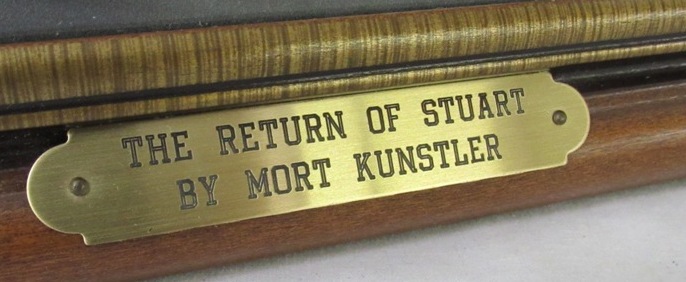 THE RETURN OF STUART
BY MORT KUNSTLER